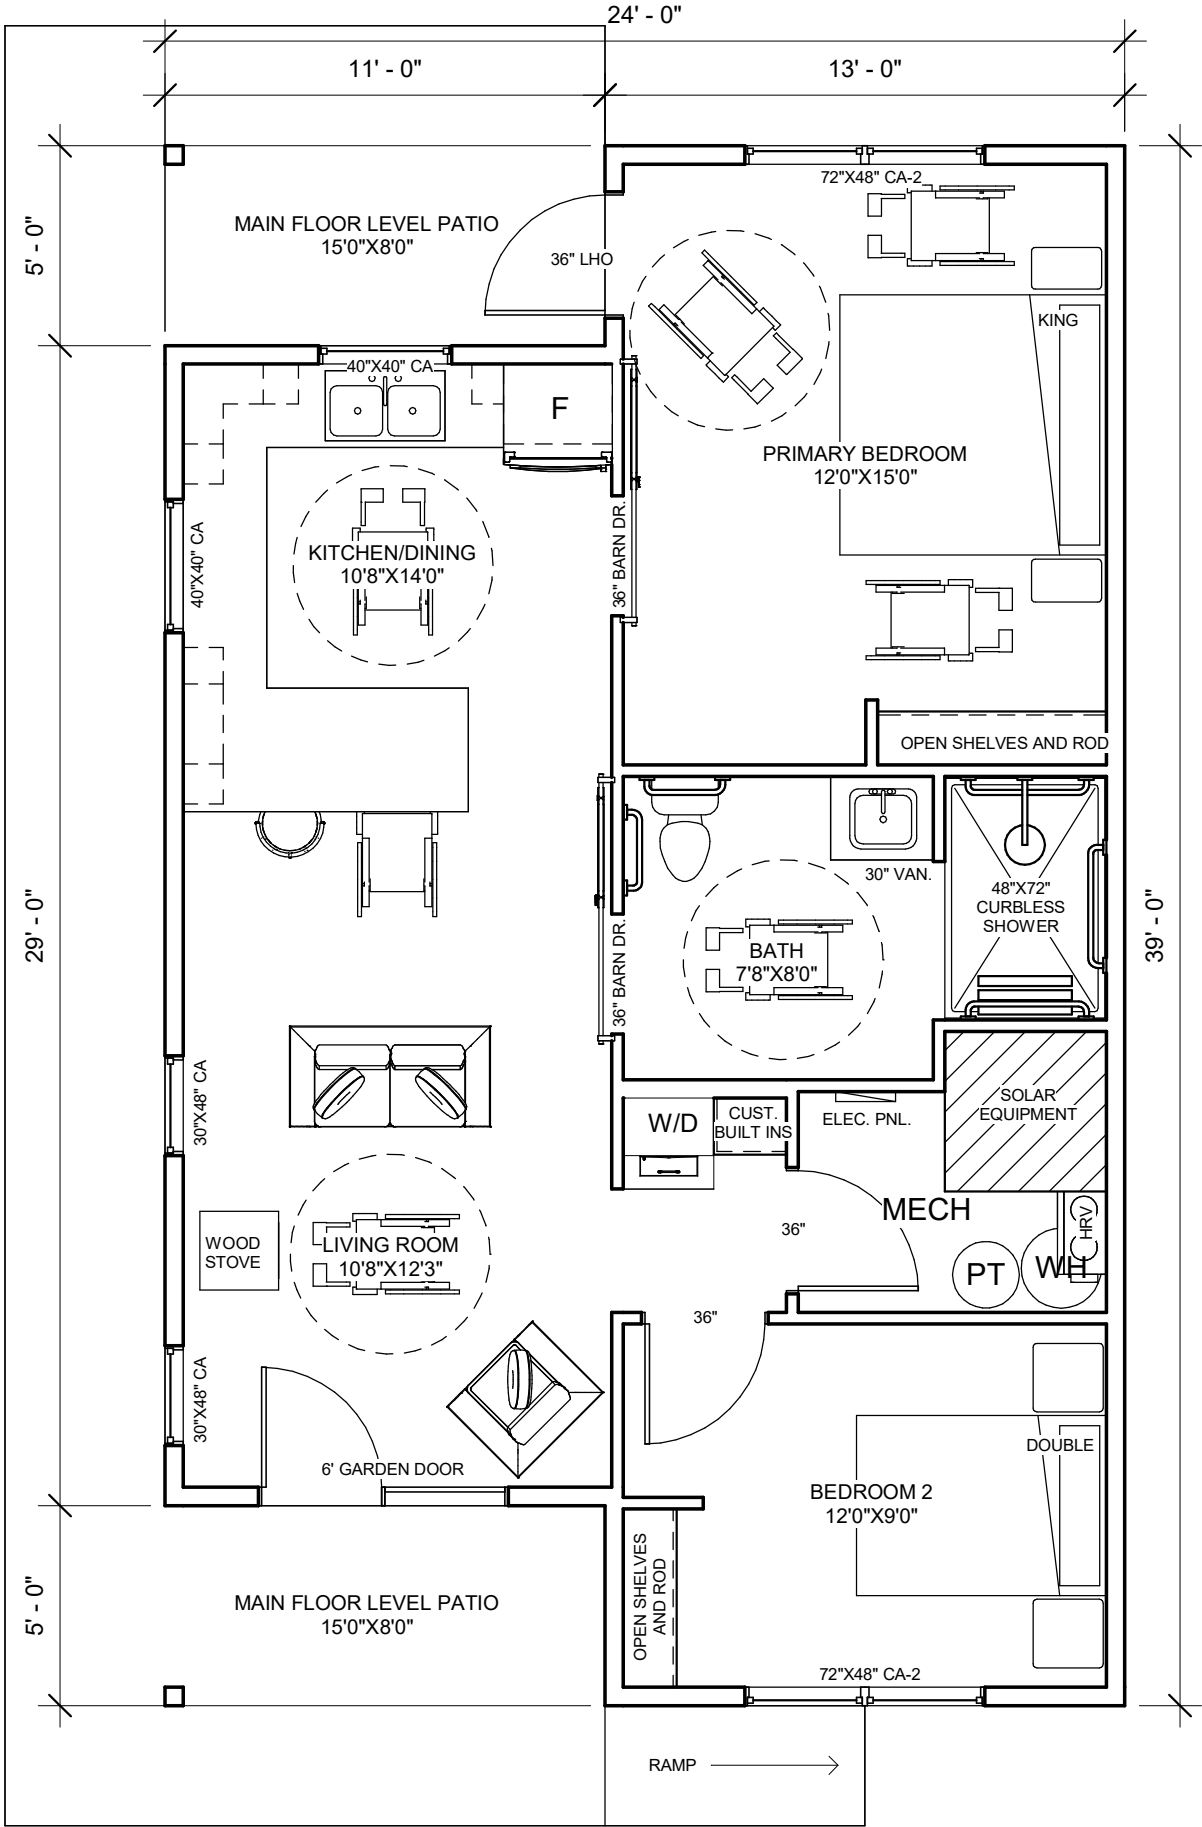 24' - 0"
11' - 0"
13' - 0"
5' - 0"
29' - 0"
5' - 0"
39' - 0"
MAIN FLOOR LEVEL PATIO
15'0"X8'0"
36" LHO
72"X48" CA-2
KING
PRIMARY BEDROOM
12'0"X15'0"
OPEN SHELVES AND ROD
40"X40" CA
F
40"X40" CA
KITCHEN/DINING
10'8"X14'0"
36" BARN DR.
36" BARN DR.
30" VAN.
BATH
7'8"X8'0"
48"X72"
CURBLESS
SHOWER
SOLAR
EQUIPMENT
W/D
CUST.
BUILT INS
ELEC. PNL.
MECH
HRV
PT
WH
36"
36"
30"X48" CA
WOOD
STOVE
LIVING ROOM
10'8"X12'3"
30"X48" CA
6' GARDEN DOOR
DOUBLE
BEDROOM 2
12'0"X9'0"
OPEN SHELVES
AND ROD
72"X48" CA-2
MAIN FLOOR LEVEL PATIO
15'0"X8'0"
RAMP